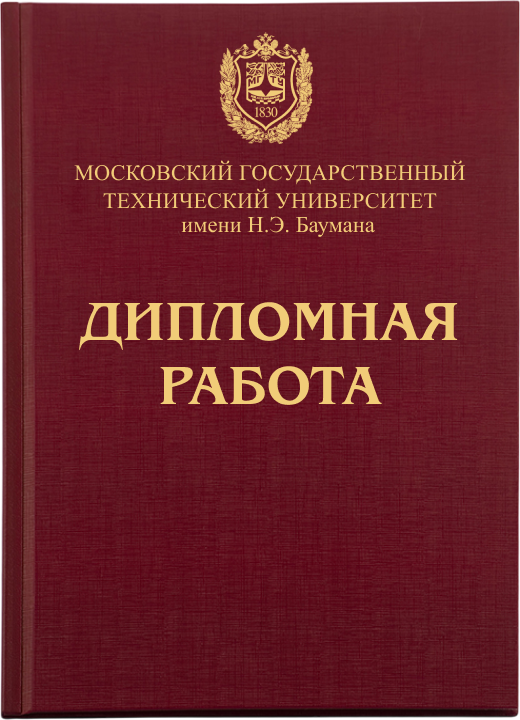 1830
МОСКОВСКИЙ ГОСУДАРСТВЕННЫЙ
ТЕХНИЧЕСКИЙ УНИВЕРСИТЕТ
имени Н.Э. Баумана
ДИПЛОМНАЯ
РАБОТА